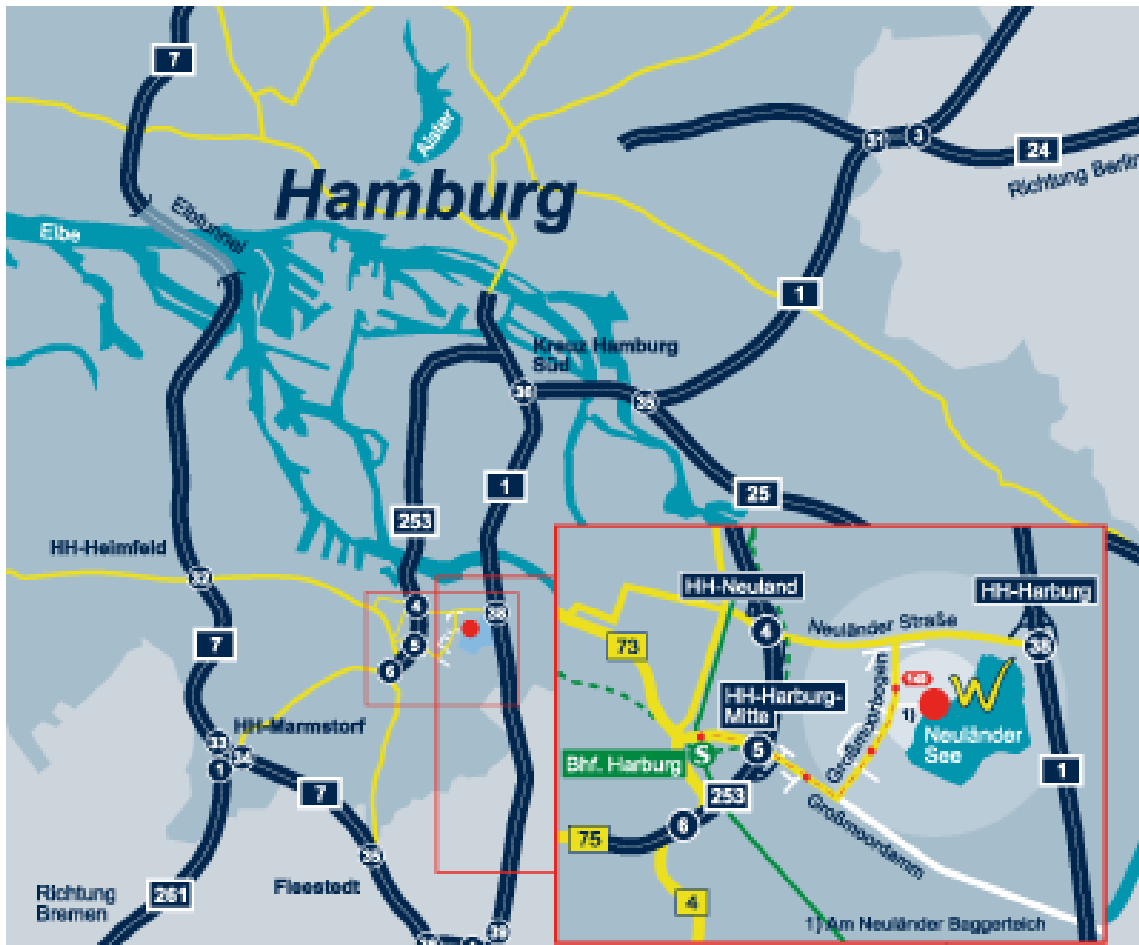 7
Alster
31
3
24
Richtung Berlin
Hamburg
Elbtunnel
Elbe
1
Kreuz Hamburg
Süd
1
253
25
HH-Heimfeld
32
4
38
5
6
7
HH-Marmstorf
33
34
1
7
35
Fleestedt
Richtung
Bremen
261
39
HH-Neuland
HH-Harburg
4
Neuländer Straße
38
73
Großmoorbogen
HH-Harburg-
Mitte
W
1)
Neuländer
See
Bhf. Harburg
S
5
253
1
6
75
Großmoordamm
4
1) Am Neuländer Baggerteich